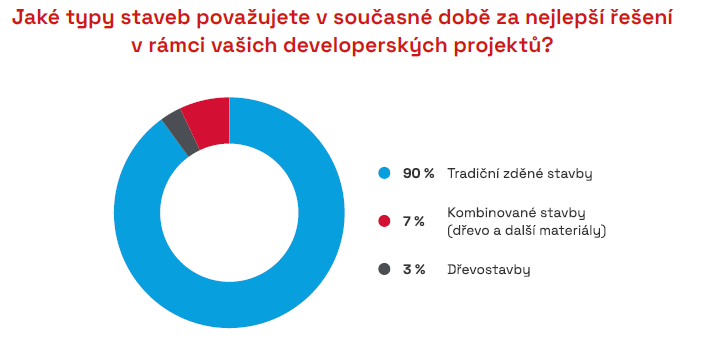 Jaké typy staveb považujete v současné době za nejlepší řešení
v rámci vašich developerských projektů?
90 % Tradiční zděné stavby
7 % Kombinované stavby
(dřevo a další materiály)
3 % Dřevostavby